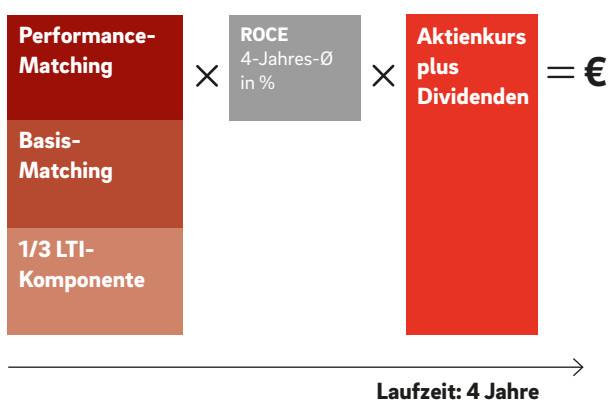 Performance-
Matching
×
ROCE
4-Jahres-Ø
in %
×
Aktienkurs
plus
Dividenden
= €
Basis-
Matching
1/3 LTI-
Komponente
Laufzeit: 4 Jahre